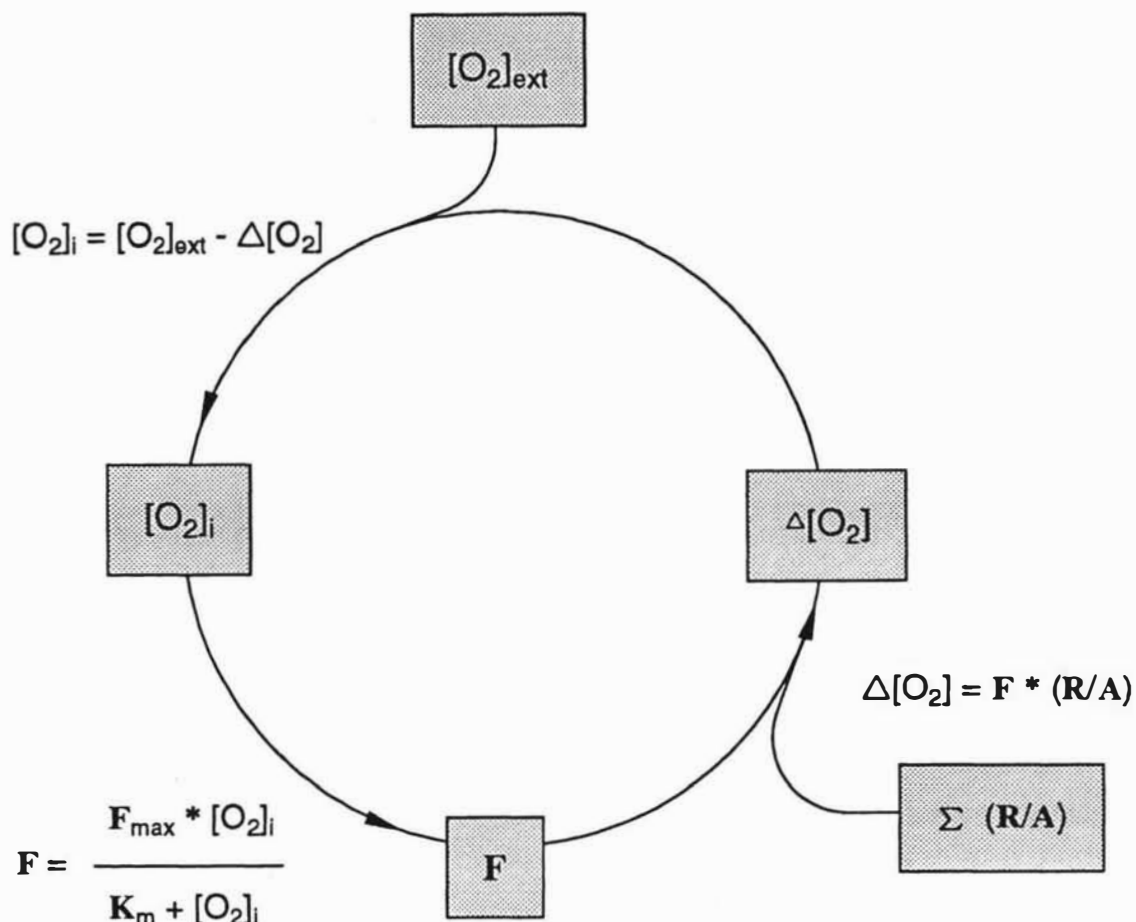 [O₂]ext
[O₂]i = [O₂]ext - Δ[O₂]
[O₂]i
Δ[O₂]
Δ[O₂] = F * (R/A)
Σ (R/A)
F = Fmax * [O₂]i / Km + [O₂]i
F